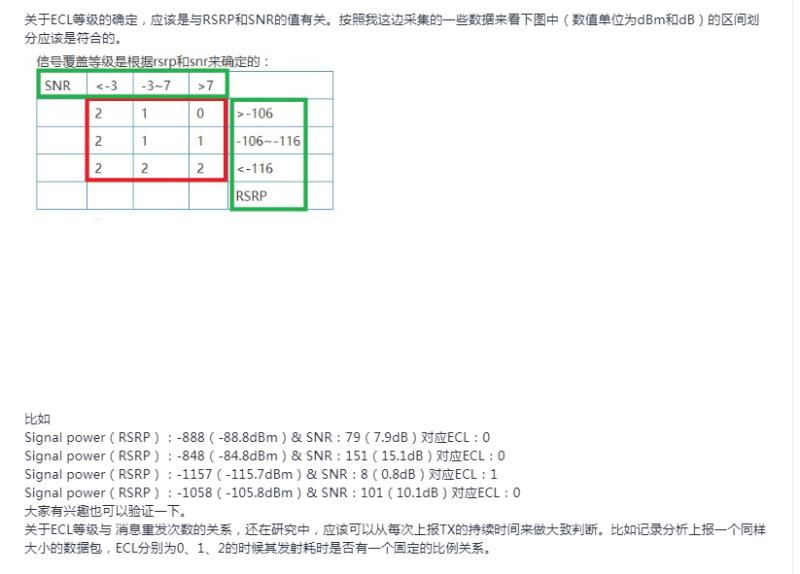 关于ECL等级的确定，应该是与RSRP和SNR的值有关。按照我这边采集的一些数据来看下图中（数值单位为dBm和dB）的区间划
分应该是符合的。
信号覆盖等级是根据rsrp和snr来确定的：
SNR <-3 -3~7 >7
2 1 0 >-106
2 1 1 -106~-116
2 2 2 <-116
RSRP
比如
Signal power（RSRP）：-888（-88.8dBm）& SNR：79（7.9dB）对应ECL：0
Signal power（RSRP）：-848（-84.8dBm）& SNR：151（15.1dB）对应ECL：0
Signal power（RSRP）：-1157（-115.7dBm）& SNR：8（0.8dB）对应ECL：1
Signal power（RSRP）：-1058（-105.8dBm）& SNR：101（10.1dB）对应ECL：0
大家有兴趣也可以验证一下。
关于ECL等级与 消息重发次数的关系，还在研究中，应该可以从每次上报TX的持续时间来做大致判断。比如记录分析上报一个同样
大小的数据包，ECL分别为0、1、2的时候其发射耗时是否有一个固定的比例关系。